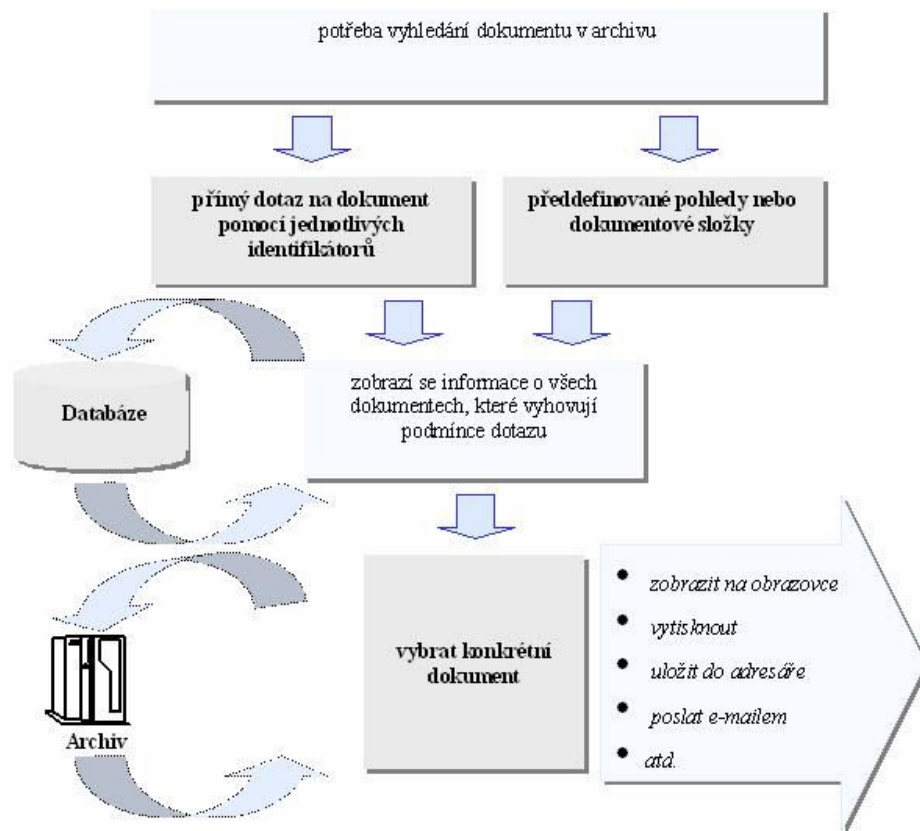 potřeba vyhledání dokumentu v archivu
přímý dotaz na dokument
pomocí jednotlivých
identifikátorů
předdefinované pohledy nebo
dokumentové složky
Databáze
zobrazí se informace o všech
dokumentech, které vyhovují
podmínce dotazu
vybrat konkrétní
dokument
• zobrazit na obrazovce
• vytisknout
• uložit do adresáře
• poslat e-mailem
• atd.
Archiv